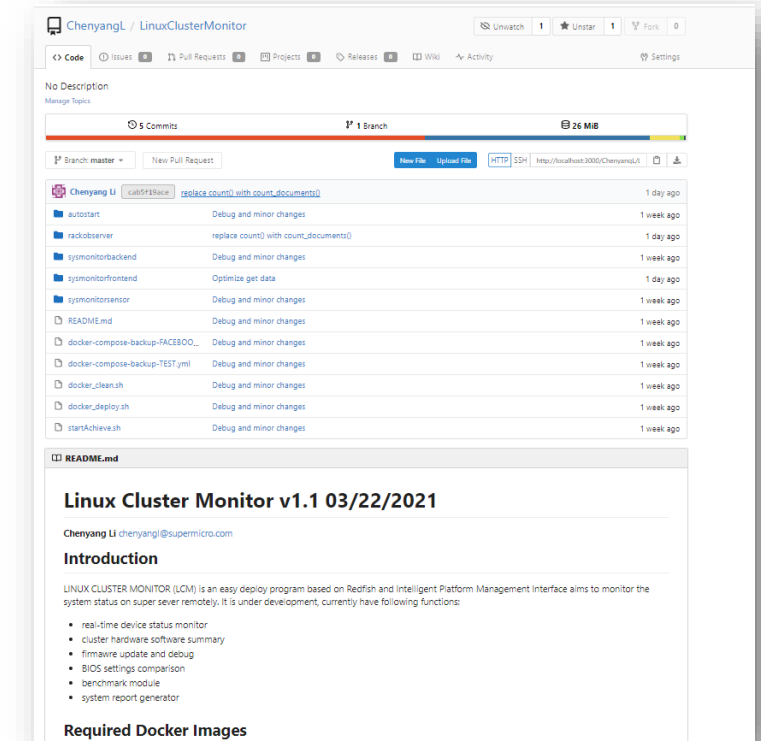 ChenyangL / LinuxClusterMonitor
Unwatch 1 Unstar 1 Fork 0
Code Issues 0 Pull Requests 0 Projects 0 Releases 0 Wiki Activity Settings
No Description
Manage Topics
5 Commits 1 Branch 26 MiB
Branch: master New Pull Request New File Upload File HTTP SSH http://localhost:3000/ChenyangL/L
Chenyang Li cab5f19ace replace count() with count_documents() 1 day ago
autostart Debug and minor changes 1 week ago
rackobserver replace count() with count_documents() 1 day ago
sysmonitorbackend Debug and minor changes 1 week ago
sysmonitorfrontend Optimize get data 1 day ago
sysmonitorsensor Debug and minor changes 1 week ago
README.md Debug and minor changes 1 week ago
docker-compose-backup-FACEBOO_ Debug and minor changes 1 week ago
docker-compose-backup-TEST.yml Debug and minor changes 1 week ago
docker_clean.sh Debug and minor changes 1 week ago
docker_deploy.sh Debug and minor changes 1 week ago
startAchieve.sh Debug and minor changes 1 week ago
README.md
Linux Cluster Monitor v1.1 03/22/2021
Chenyang Li chenyangl@supermicro.com
Introduction
LINUX CLUSTER MONITOR (LCM) is an easy deploy program based on Redfish and Intelligent Platform Management Interface aims to monitor the
system status on super sever remotely. It is under development, currently have following functions:
• real-time device status monitor
• cluster hardware software summary
• firmawre update and debug
• BIOS settings comparison
• benchmark module
• system report generator
Required Docker Images